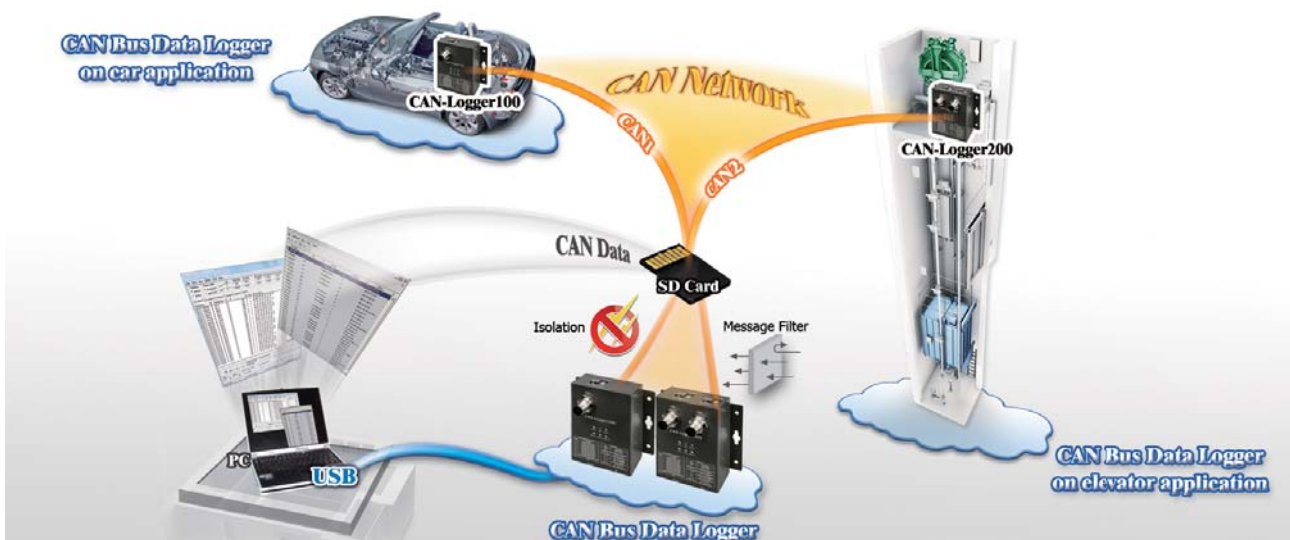 CAN Bus Data Logger
on car application
CAN-Logger100
CAN Network
CAN1
CAN2
CAN-Logger200
CAN Data
SD Card
Isolation
Message Filter
PC
USB
CAN Bus Data Logger
CAN Bus Data Logger
on elevator application